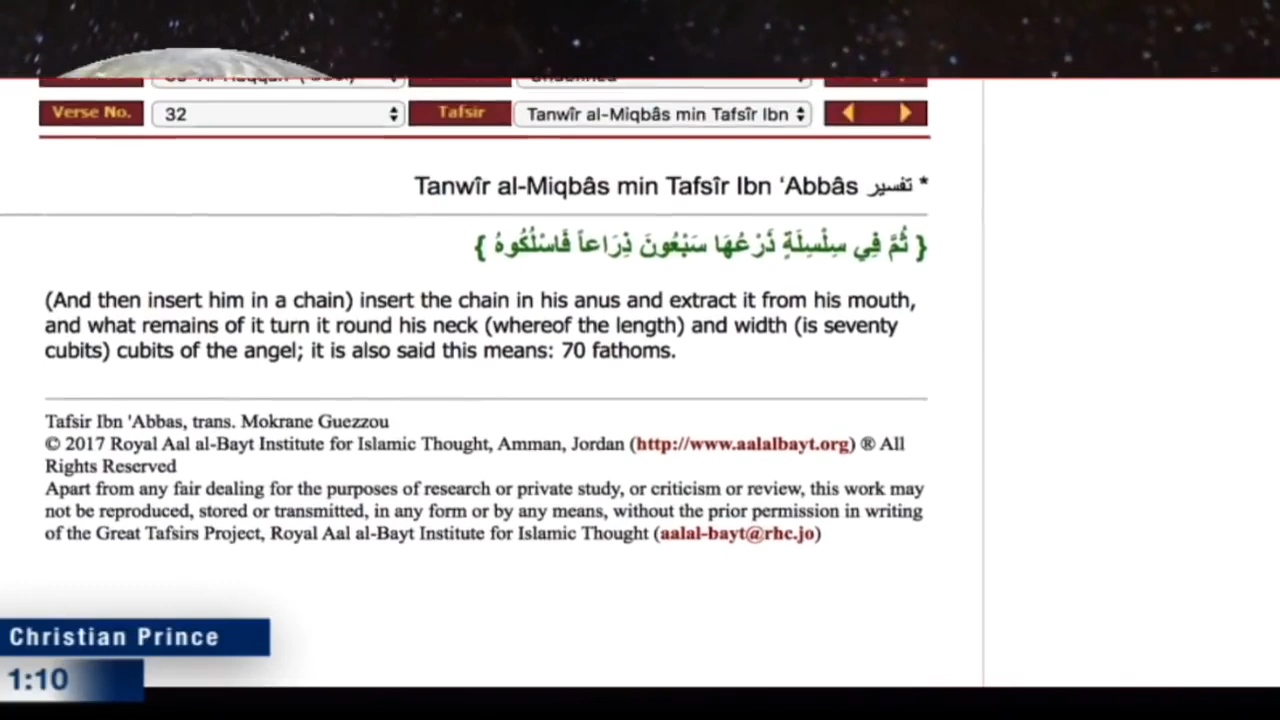 Verse No. 32 Tafsir Tanwîr al-Miqbâs min Tafsîr Ibn
Tanwîr al-Miqbâs min Tafsîr Ibn ‘Abbâs تفسير *
{ ثُمَّ فِي سِلْسِلَةٍ ذَرْعُهَا سَبْعُونَ ذِرَاعاً فَاسْلُكُوهُ }
(And then insert him in a chain) insert the chain in his anus and extract it from his mouth,
and what remains of it turn it round his neck (whereof the length) and width (is seventy
cubits) cubits of the angel; it is also said this means: 70 fathoms.
Tafsir Ibn 'Abbas, trans. Mokrane Guezzou
© 2017 Royal Aal al-Bayt Institute for Islamic Thought, Amman, Jordan (http://www.aalalbayt.org) ® All
Rights Reserved
Apart from any fair dealing for the purposes of research or private study, or criticism or review, this work may
not be reproduced, stored or transmitted, in any form or by any means, without the prior permission in writing
of the Great Tafsirs Project, Royal Aal al-Bayt Institute for Islamic Thought (aalal-bayt@rhc.jo)
Christian Prince
1:10